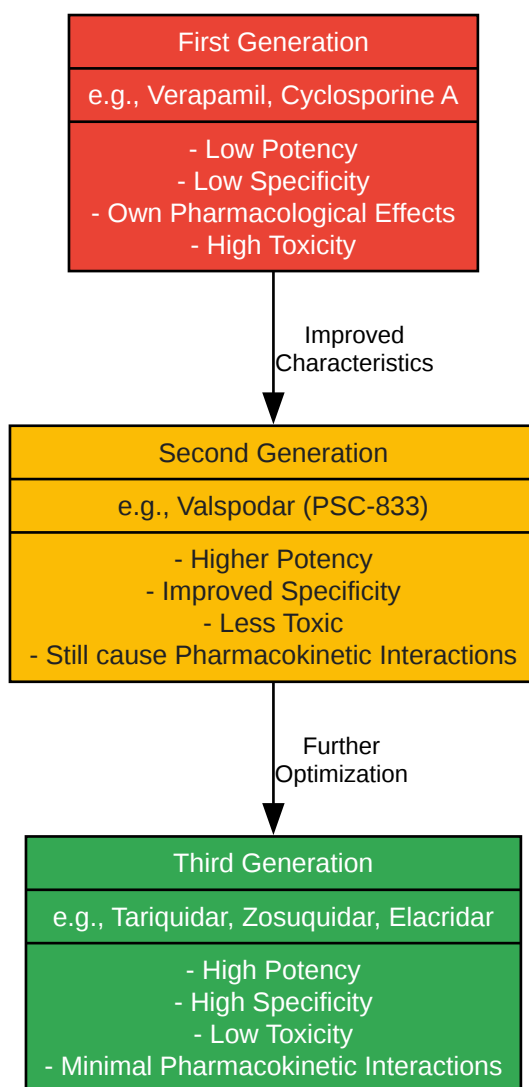 First Generation
e.g., Verapamil, Cyclosporine A
- Low Potency
- Low Specificity
- Own Pharmacological Effects
- High Toxicity
Improved
Characteristics
Second Generation
e.g., Valspodar (PSC-833)
- Higher Potency
- Improved Specificity
- Less Toxic
- Still cause Pharmacokinetic Interactions
Further
Optimization
Third Generation
e.g., Tariquidar, Zosuquidar, Elacridar
- High Potency
- High Specificity
- Low Toxicity
- Minimal Pharmacokinetic Interactions